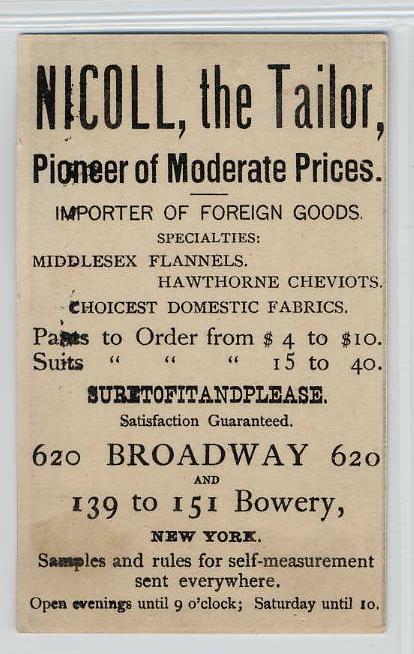 NICOLL, the Tailor,
Pioneer of Moderate Prices.
IMPORTER OF FOREIGN GOODS.
SPECIALTIES:
MIDDLESEX FLANNELS.
HAWTHORNE CHEVIOTS.
CHOICEST DOMESTIC FABRICS.
Pants to Order from $4 to $10.
Suits " " " 15 to 40.
SURETOFITANDPLEASE.
Satisfaction Guaranteed.
620 BROADWAY 620
AND
139 to 151 Bowery,
NEW YORK.
Samples and rules for self-measurement
sent everywhere.
Open evenings until 9 o'clock; Saturday until 10.